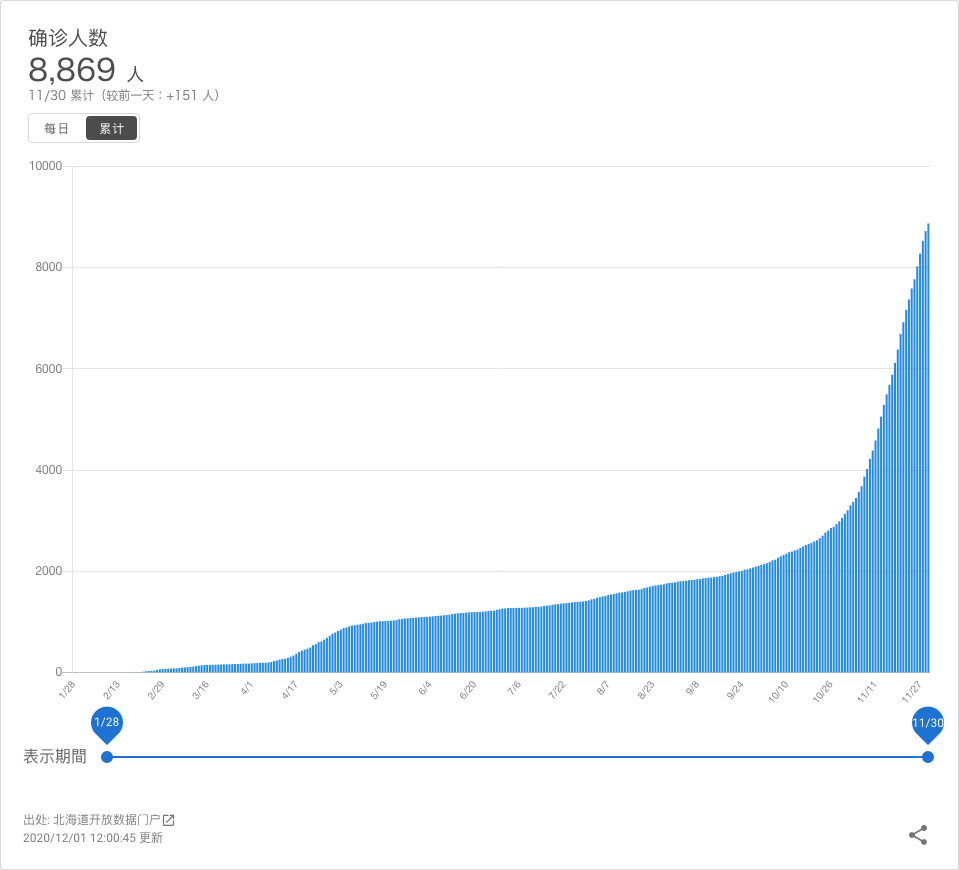 确诊人数
8,869 人
11/30 累计（较前一天：+151 人）
每日 累计
10000
8000
6000
4000
2000
0
1/28 2/13 2/29 3/16 4/1 4/17 5/3 5/19 6/4 6/20 7/6 7/22 8/7 8/23 9/8 9/24 10/10 10/26 11/11 11/27
1/28 11/30
表示期間
出处: 北海道开放数据门户
2020/12/01 12:00:45 更新